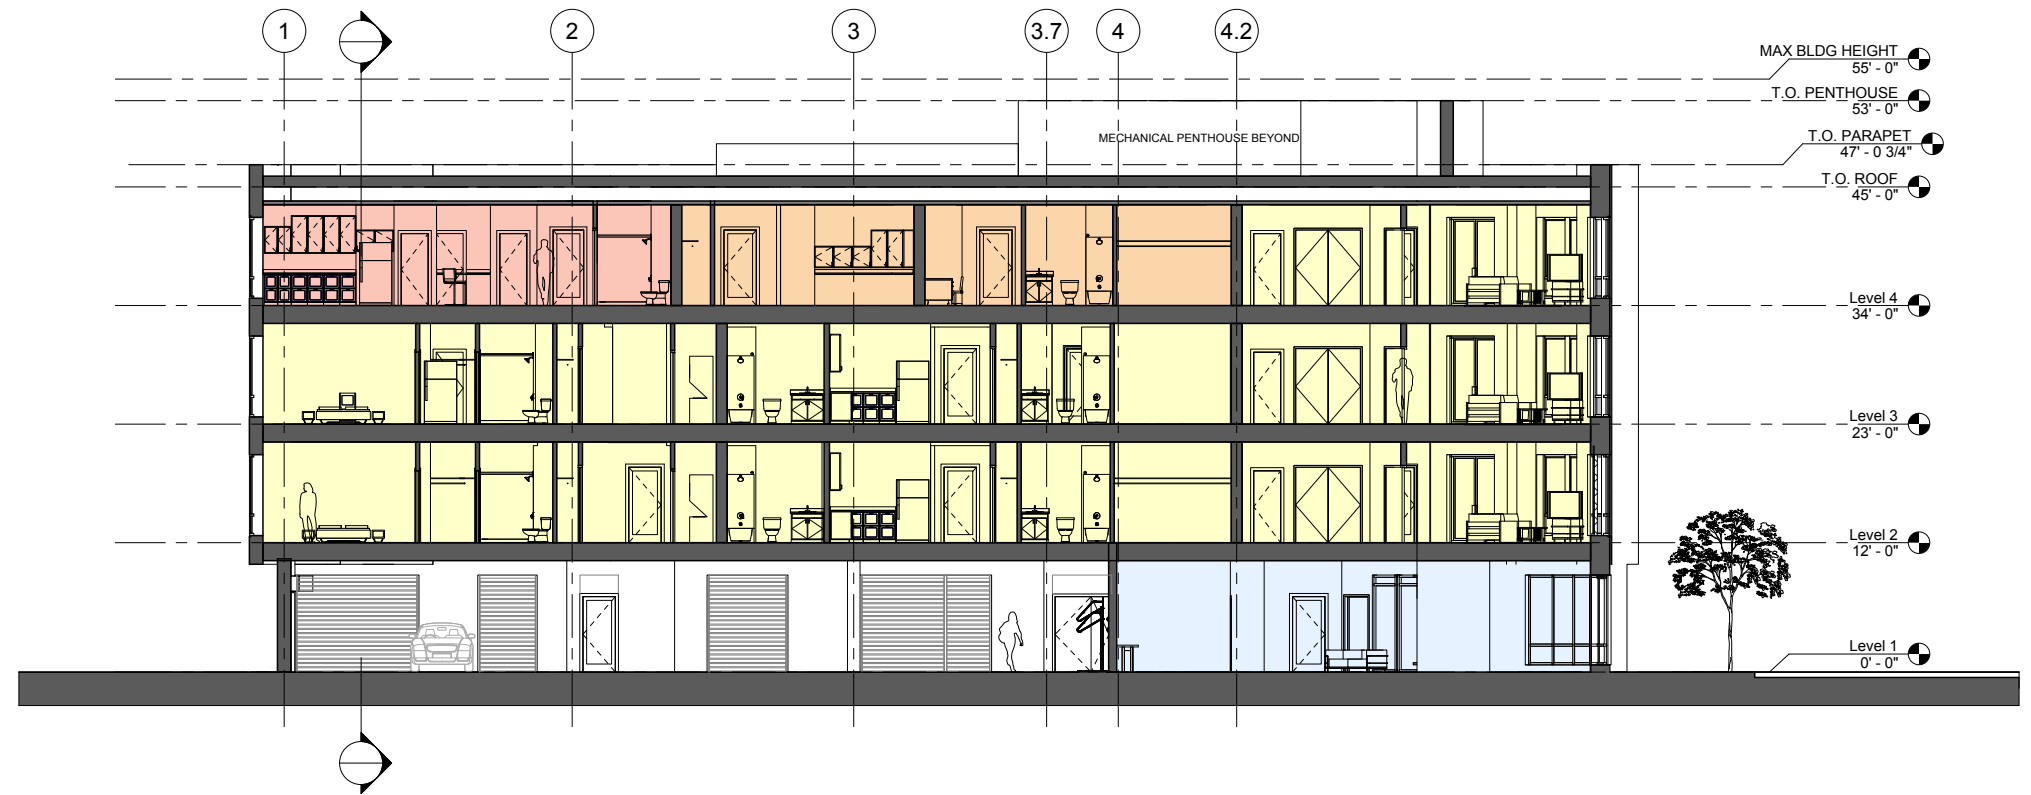 1
2
3
3.7
4
4.2
MAX BLDG HEIGHT
55' - 0"
T.O. PENTHOUSE
53' - 0"
MECHANICAL PENTHOUSE BEYOND
T.O. PARAPET
47' - 0 3/4"
T.O. ROOF
45' - 0"
Level 4
34' - 0"
Level 3
23' - 0"
Level 2
12' - 0"
Level 1
0' - 0"